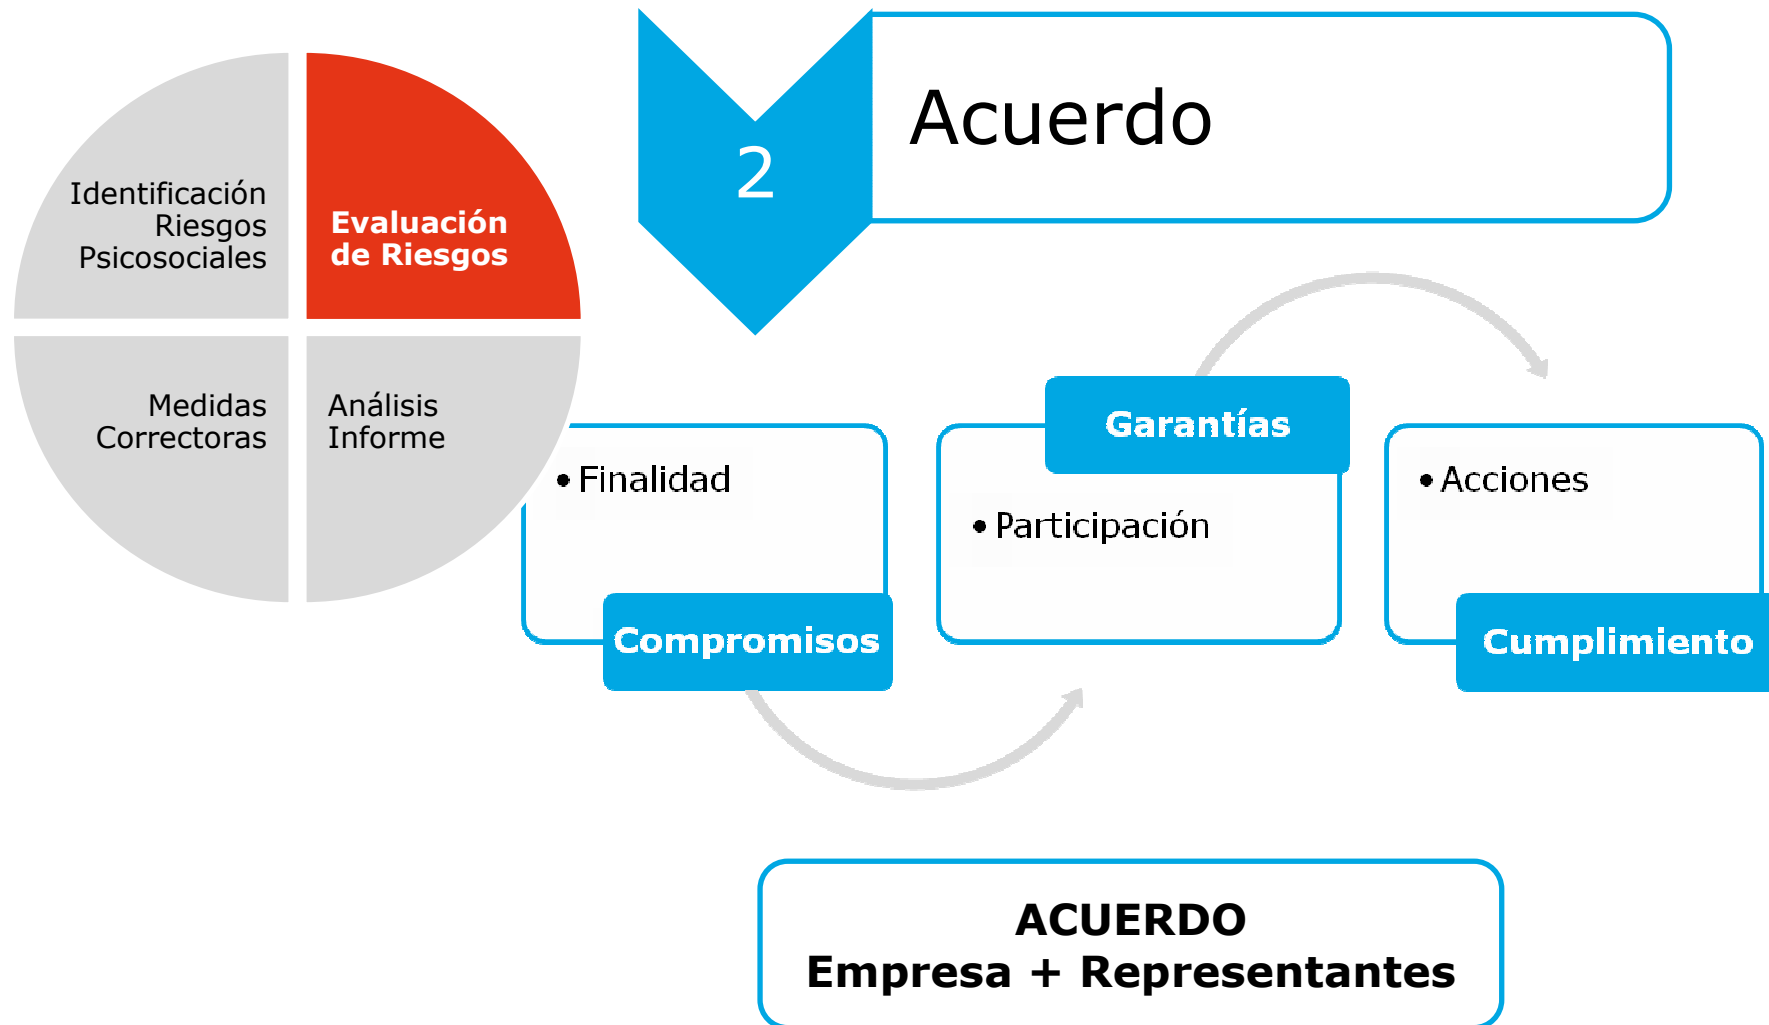 Identificación
Riesgos
Psicosociales
Evaluación
de Riesgos
Medidas
Correctoras
Análisis
Informe
2
Acuerdo
• Finalidad
Compromisos
Garantías
• Participación
• Acciones
Cumplimiento
ACUERDO
Empresa + Representantes